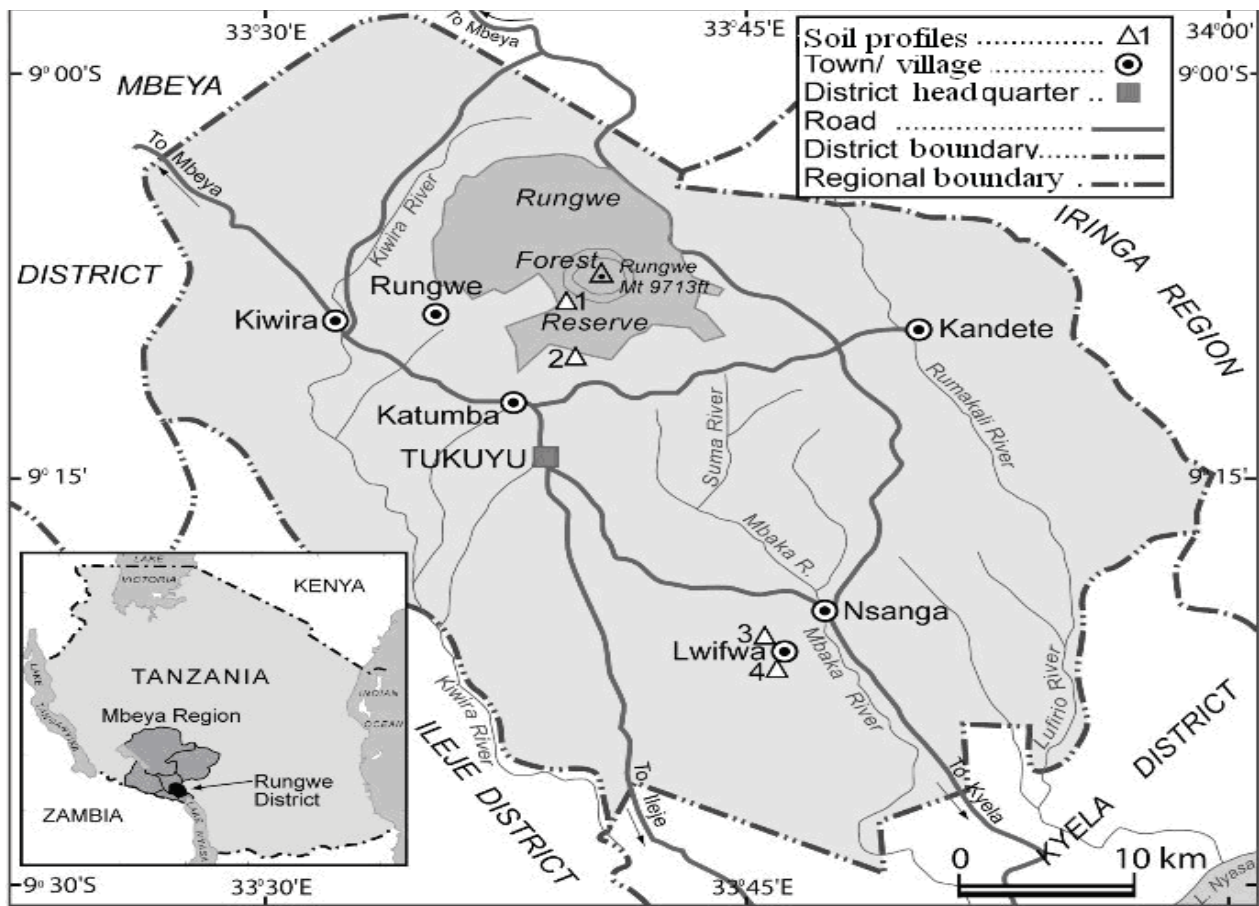 33°30'
33°45'
34°00'
9° 00'S
9°00'S
To Mbeya
Soil profiles ............... 1
Town/ village ...............
District head quarter ..
Road ...............
District boundary.....
Regional boundary .
MBEYA
DISTRICT
To Mbeya
Kiwira River
Rungwe
Forest
Reserve
Rungwe
Mt 9713ft
1
2
IRINGA REGION
Kiwira
Rungwe
Kandete
Katumba
TUKUYU
Suma River
Rumakali River
9° 15'
9° 15'
Mbaka R.
Nsanga
3
Lwifwa
4
Mbaka River
Lufirio River
Kiwira River
ILEJE DISTRICT
To Ileje
To Kyela
KYELA DISTRICT
LAKE
VICTORIA
KENYA
TANZANIA
LAKE TANGANYIKA
INDIAN
OCEAN
Mbeya Region
Rungwe
District
ZAMBIA
LAKE NYASA
0 10 km
L. Nyasa
9° 30'S
33°30'
33°45'